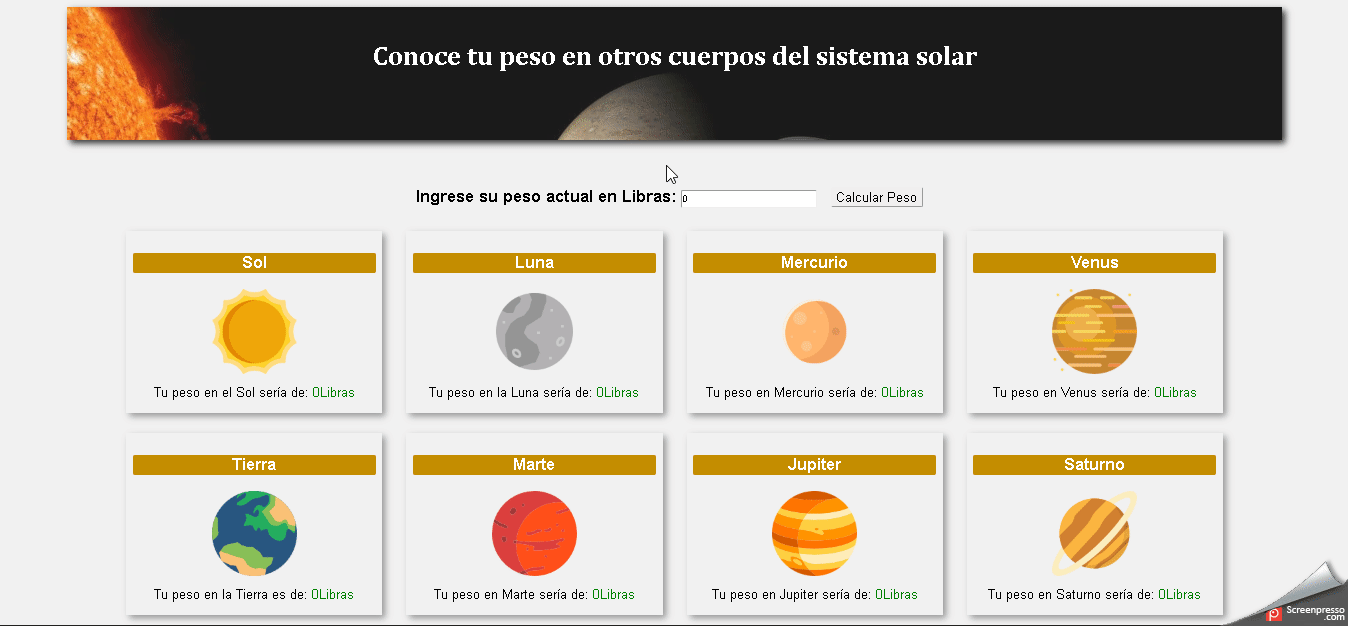 Conoce tu peso en otros cuerpos del sistema solar
Ingrese su peso actual en Libras: 0 Calcular Peso
Sol Luna Mercurio Venus
Tu peso en el Sol sería de: 0Libras Tu peso en la Luna sería de: 0Libras Tu peso en Mercurio sería de: 0Libras Tu peso en Venus sería de: 0Libras
Tierra Marte Jupiter Saturno
Tu peso en la Tierra es de: 0Libras Tu peso en Marte sería de: 0Libras Tu peso en Jupiter sería de: 0Libras Tu peso en Saturno sería de: 0Libras
Screenpresso
.com